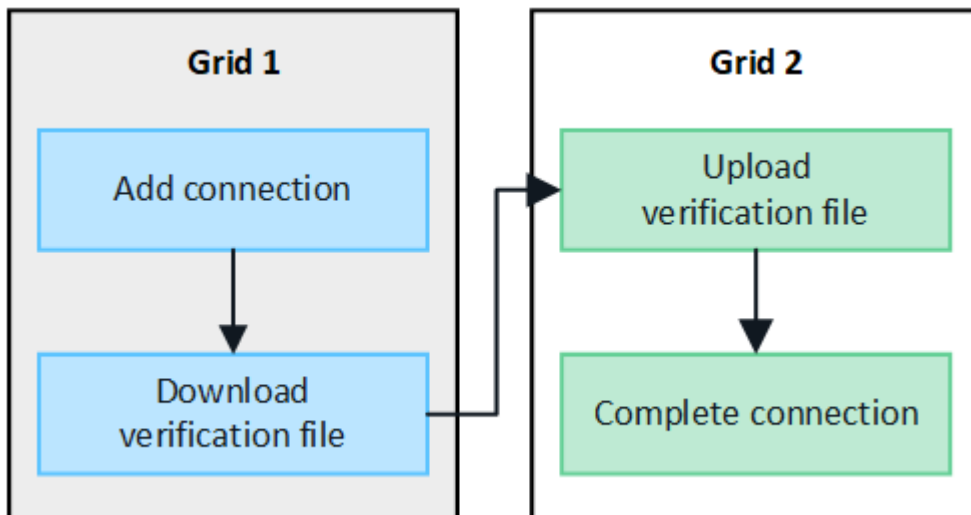 Grid 1
Add connection
Download
verification file
Grid 2
Upload
verification file
Complete connection